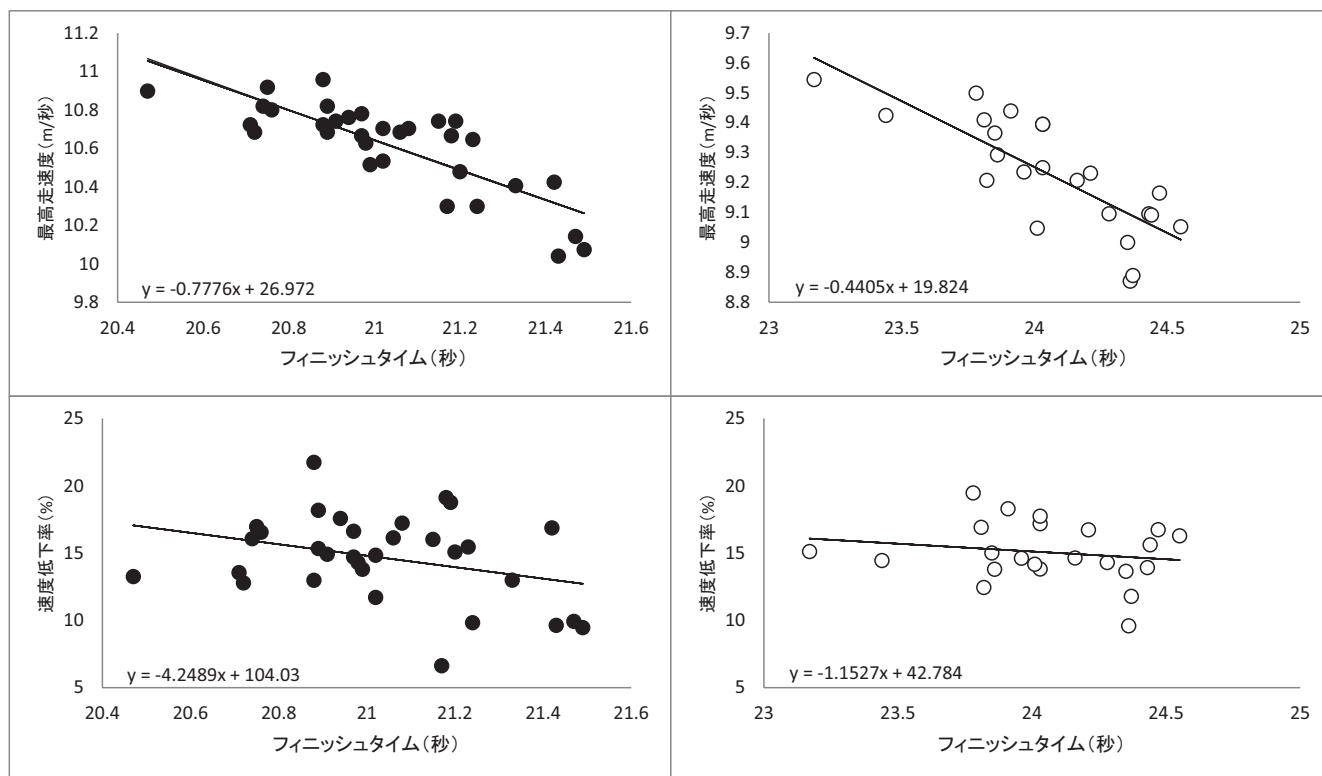 11.2
11
10.8
10.6
10.4
10.2
10
9.8
最高走速度(m/秒)
y = -0.7776x + 26.972
20.4 20.6 20.8 21 21.2 21.4 21.6
フィニッシュタイム(秒)
9.7
9.6
9.5
9.4
9.3
9.2
9.1
9
8.9
8.8
最高走速度(m/秒)
y = -0.4405x + 19.824
23 23.5 24 24.5 25
フィニッシュタイム(秒)
25
20
15
10
5
速度低下率(%)
y = -4.2489x + 104.03
20.4 20.6 20.8 21 21.2 21.4 21.6
フィニッシュタイム(秒)
25
20
15
10
5
速度低下率(%)
y = -1.1527x + 42.784
23 23.5 24 24.5 25
フィニッシュタイム(秒)